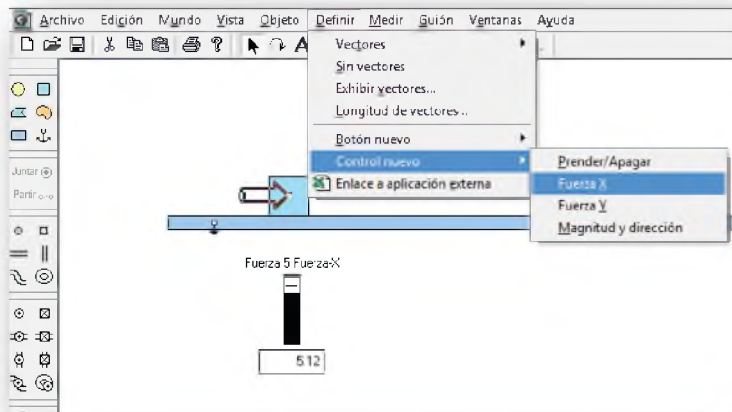 Archivo Edición Mundo Vista Objeto Definir Medir Guión Ventanas Ayuda
A
Vectores
Sin vectores
Exhibir vectores...
Longitud de vectores...
Botón nuevo
Control nuevo
Enlace a aplicación externa
Prender/Apagar
Fuerza X
Fuerza Y
Magnitud y dirección
Juntar
Partir
Fuerza 5 Fuerza-X
5.12